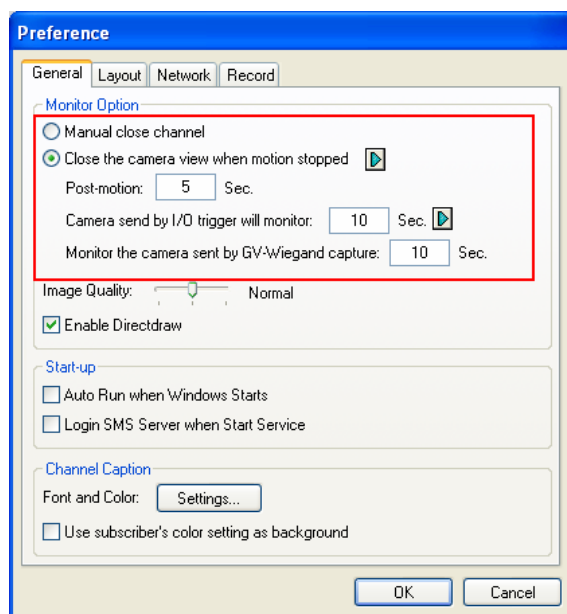 Preference
General Layout Network Record
Monitor Option
Manual close channel
Close the camera view when motion stopped
Post-motion: 5 Sec.
Camera send by I/O trigger will monitor: 10 Sec.
Monitor the camera sent by GV-Wiegand capture: 10 Sec.
Image Quality: Normal
Enable Directdraw
Start-up
Auto Run when Windows Starts
Login SMS Server when Start Service
Channel Caption
Font and Color: Settings...
Use subscriber's color setting as background
OK Cancel